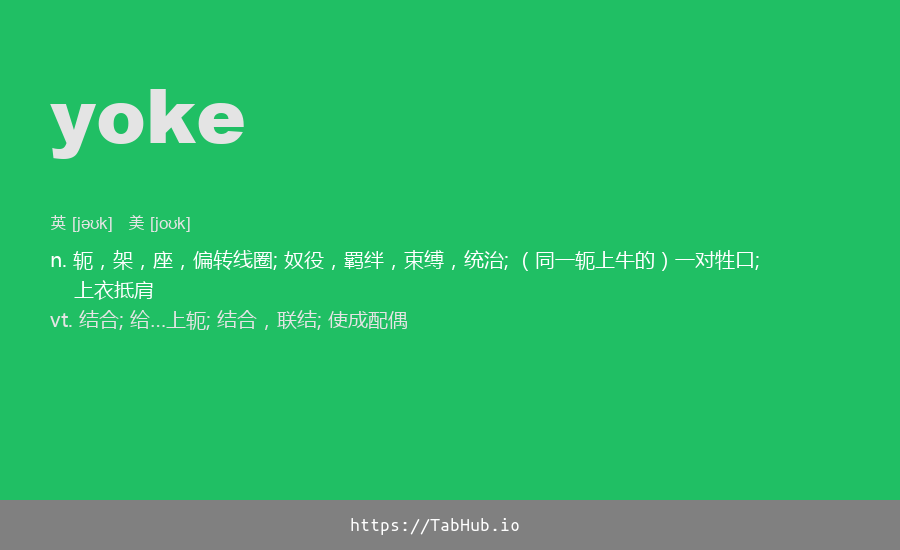 yoke
英 [jəʊk] 美 [joʊk]
n. 轭，架，座，偏转线圈; 奴役，羁绊，束缚，统治; （同一轭上牛的）一对牲口;
上衣抵肩
vt. 结合; 给...上轭; 结合，联结; 使成配偶
https://TabHub.io